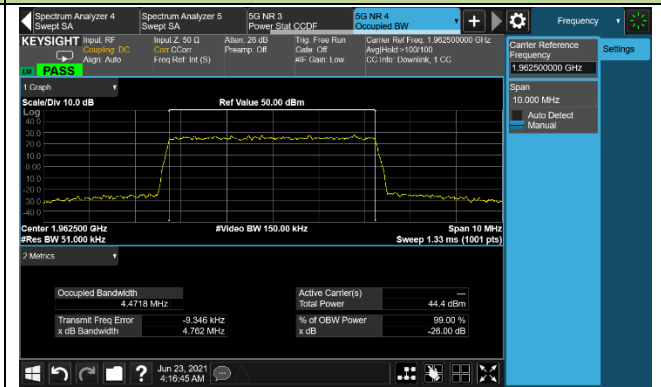 Spectrum Analyzer 4
Swept SA
Spectrum Analyzer 5
Swept SA
5G NR 3
Power Stat CCDF
5G NR 4
Occupied BW
Frequency
KEYSIGHT
Input: RF
Coupling: DC
Align: Auto
Input Z: 50 Ω
Corr CCorr
Freq Ref: Int (S)
Atten: 26 dB
Preamp: Off
Trig: Free Run
Gate: Off
#IF Gain: Low
Carrier Ref Freq: 1.962500000 GHz
Avg|Hold:>100/100
CC Info: Downlink, 1 CC
LM
PASS
Carrier Reference
Frequency
1.962500000 GHz
Settings
Span
10.000 MHz
Auto Detect
Manual
1 Graph
Scale/Div 10.0 dB
Ref Value 50.00 dBm
Log
40.0
30.0
20.0
10.0
0.00
-10.0
-20.0
-30.0
-40.0
Center 1.962500 GHz
#Video BW 150.00 kHz
Span 10 MHz
#Res BW 51.000 kHz
Sweep 1.33 ms (1001 pts)
2 Metrics
Occupied Bandwidth
4.4718 MHz
Active Carrier(s)
---
Total Power
44.4 dBm
Transmit Freq Error
-9.346 kHz
% of OBW Power
99.00 %
x dB Bandwidth
4.762 MHz
x dB
-26.00 dB
?
Jun 23, 2021
4:16:45 AM